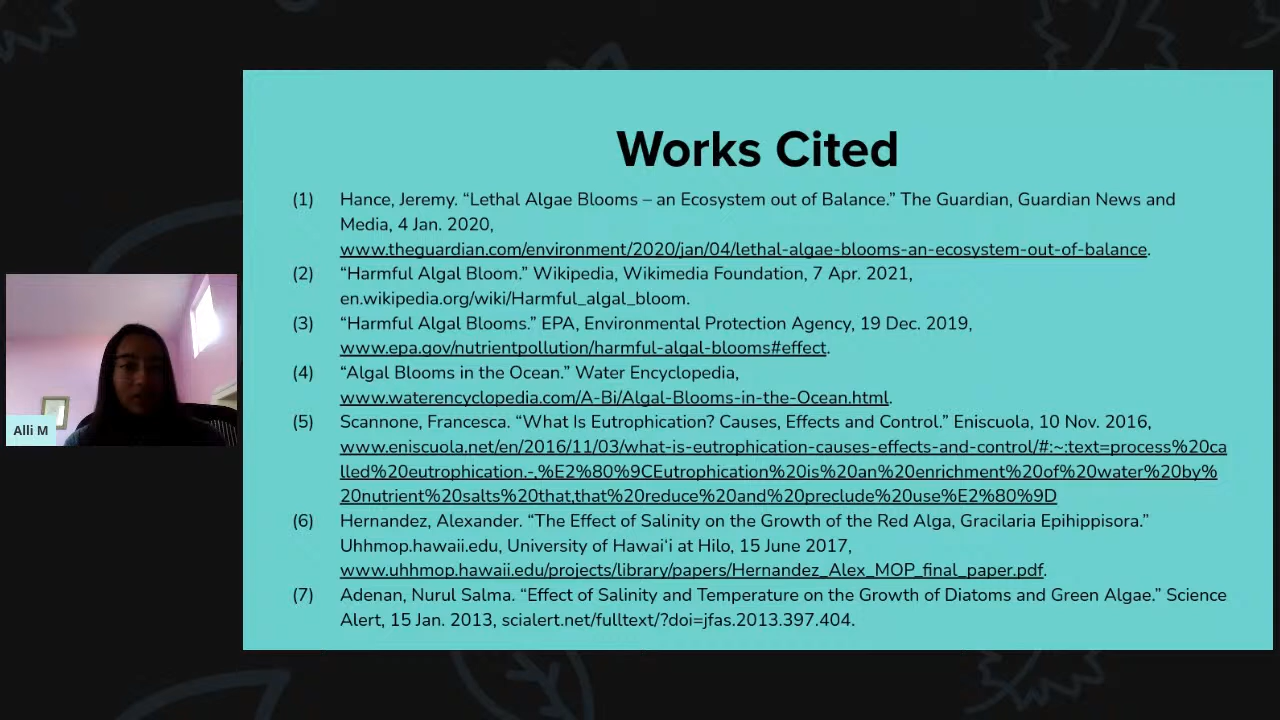 Works Cited
(1) Hance, Jeremy. “Lethal Algae Blooms – an Ecosystem out of Balance.” The Guardian, Guardian News and
Media, 4 Jan. 2020,
www.theguardian.com/environment/2020/jan/04/lethal-algae-blooms-an-ecosystem-out-of-balance.
(2) “Harmful Algal Bloom.” Wikipedia, Wikimedia Foundation, 7 Apr. 2021,
en.wikipedia.org/wiki/Harmful_algal_bloom.
(3) “Harmful Algal Blooms.” EPA, Environmental Protection Agency, 19 Dec. 2019,
www.epa.gov/nutrientpollution/harmful-algal-blooms#effect.
(4) “Algal Blooms in the Ocean.” Water Encyclopedia,
www.waterencyclopedia.com/A-Bi/Algal-Blooms-in-the-Ocean.html.
(5) Scannone, Francesca. “What Is Eutrophication? Causes, Effects and Control.” Eniscuola, 10 Nov. 2016,
www.eniscuola.net/en/2016/11/03/what-is-eutrophication-causes-effects-and-control/#:~:text=process%20ca
lled%20eutrophication.-,%E2%80%9CEutrophication%20is%20an%20enrichment%20of%20water%20by%
20nutrient%20salts%20that,that%20reduce%20and%20preclude%20use%E2%80%9D
(6) Hernandez, Alexander. “The Effect of Salinity on the Growth of the Red Alga, Gracilaria Epihippisora.”
Uhhmop.hawaii.edu, University of Hawai‘i at Hilo, 15 June 2017,
www.uhhmop.hawaii.edu/projects/library/papers/Hernandez_Alex_MOP_final_paper.pdf.
(7) Adenan, Nurul Salma. “Effect of Salinity and Temperature on the Growth of Diatoms and Green Algae.” Science
Alert, 15 Jan. 2013, scialert.net/fulltext/?doi=jfas.2013.397.404.
Alli M